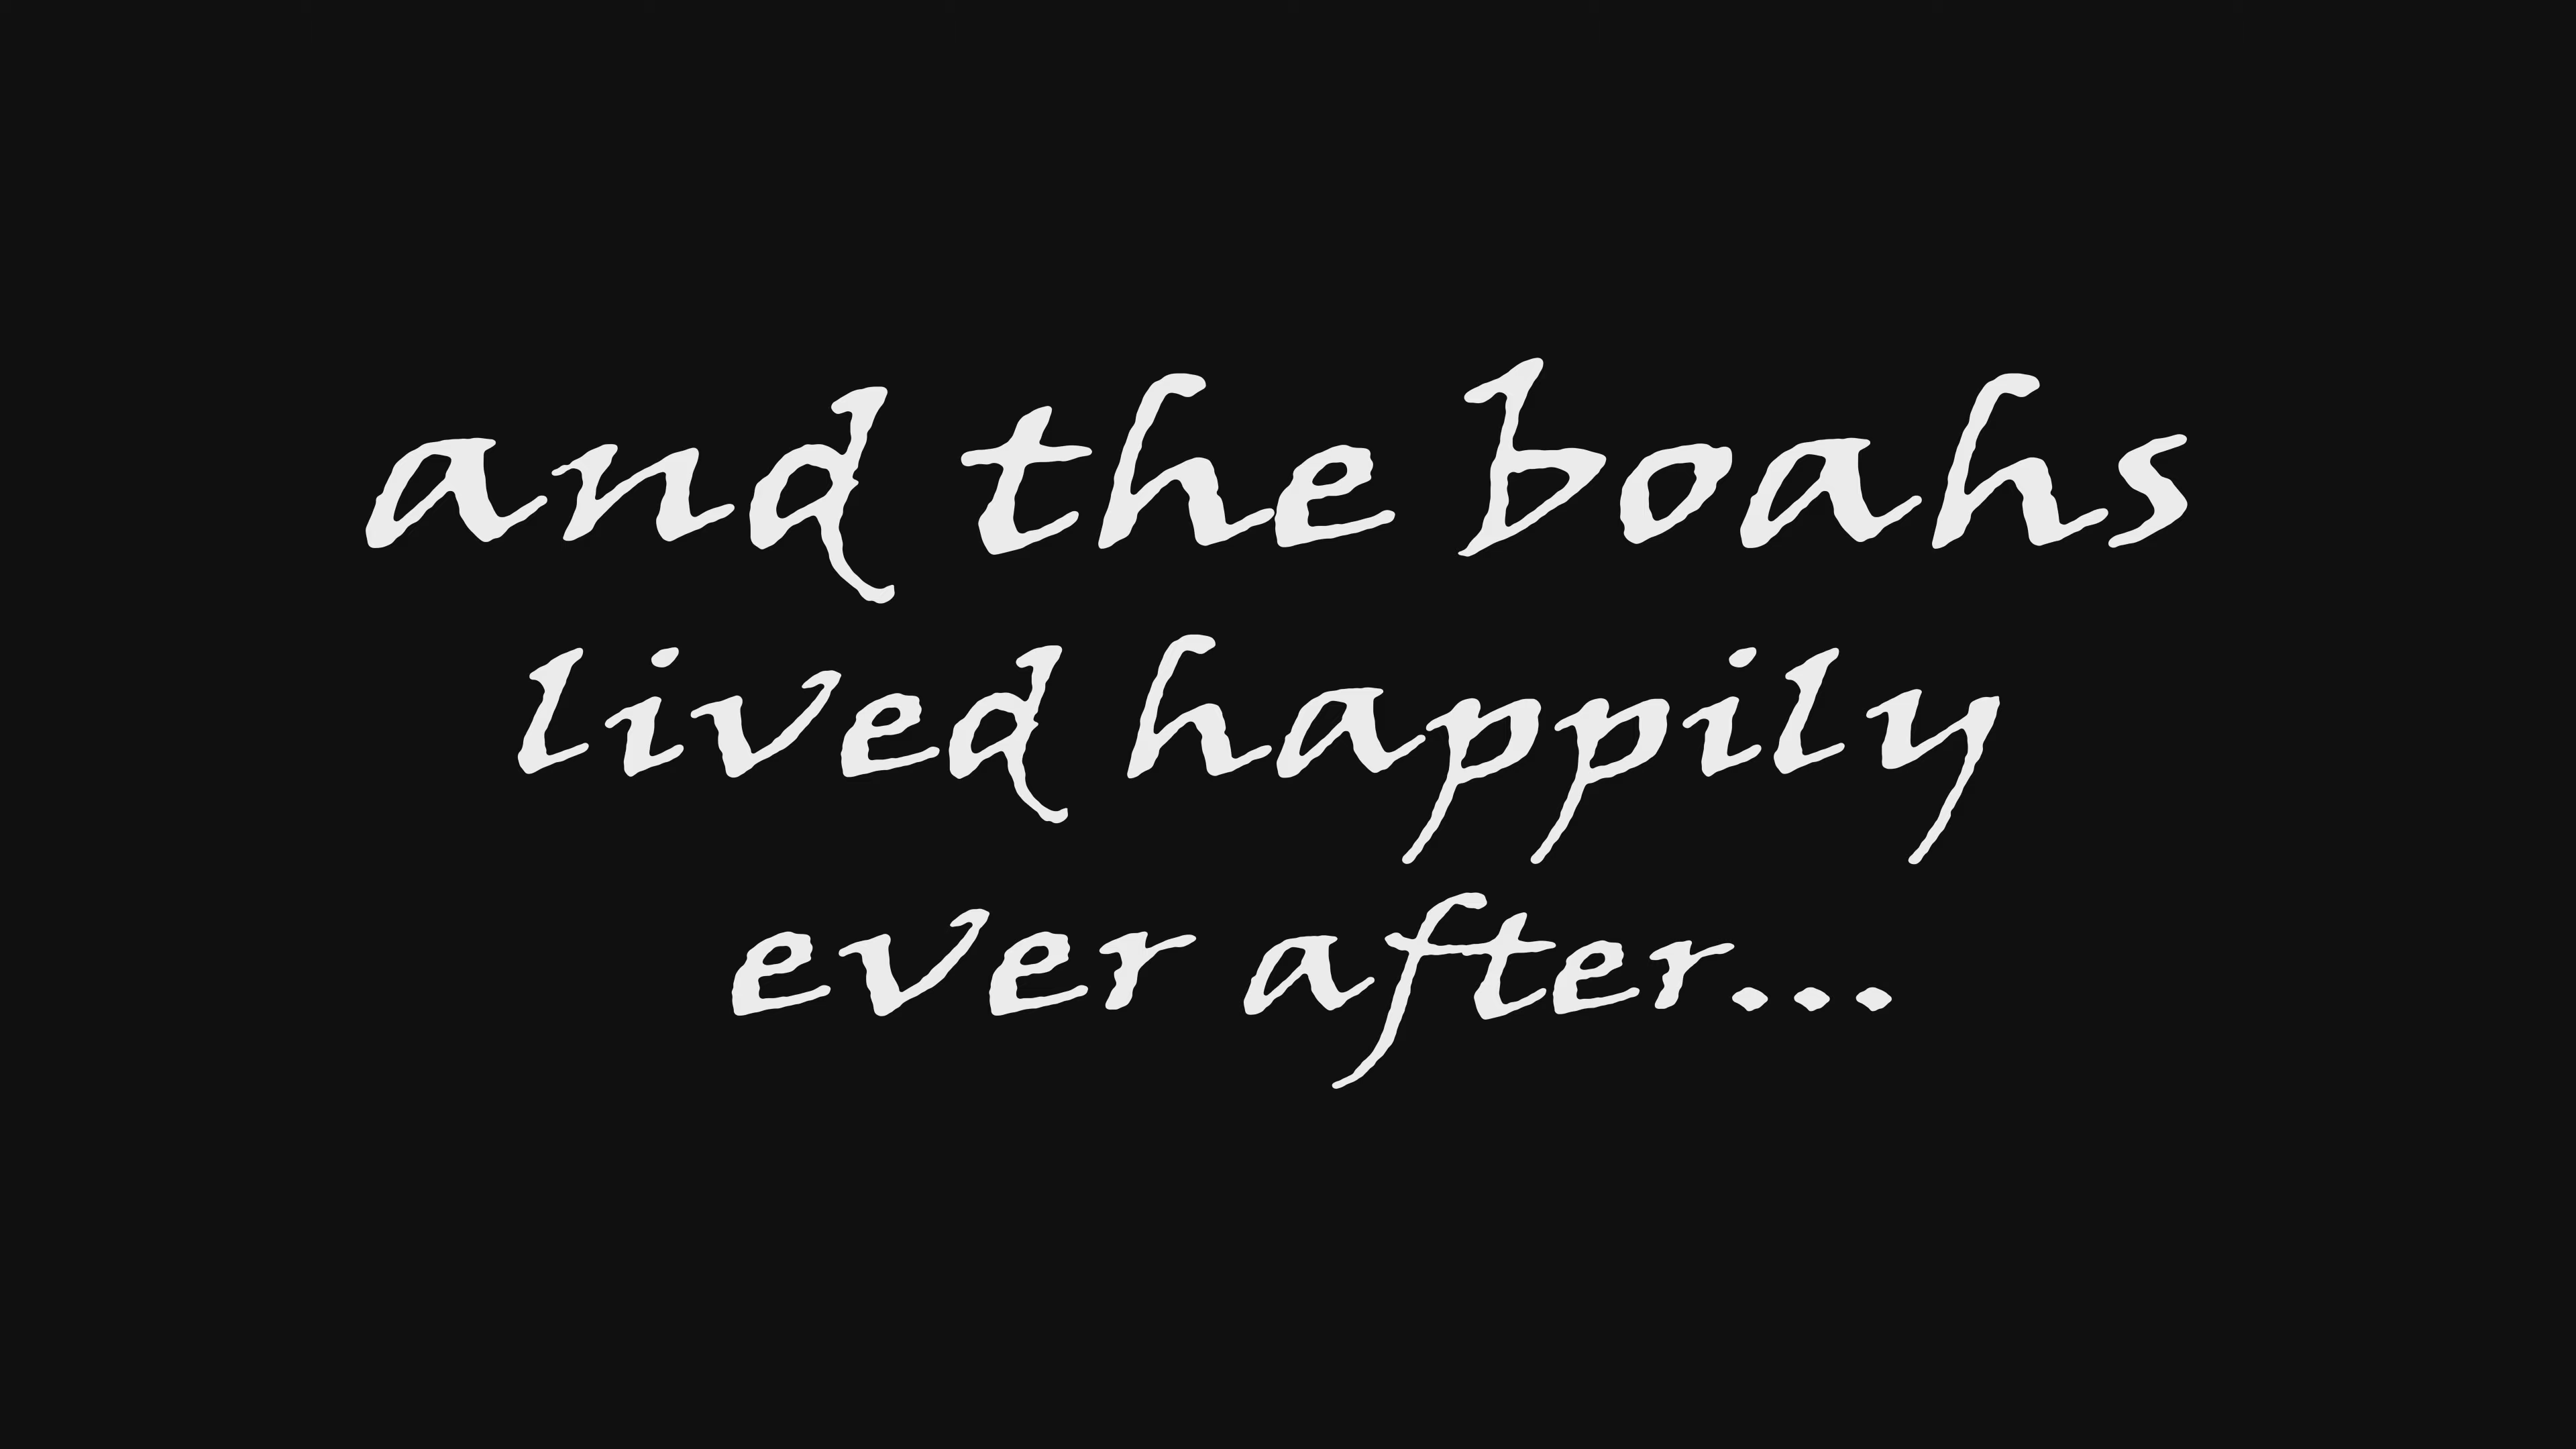 and the boahs
lived happily
ever after...